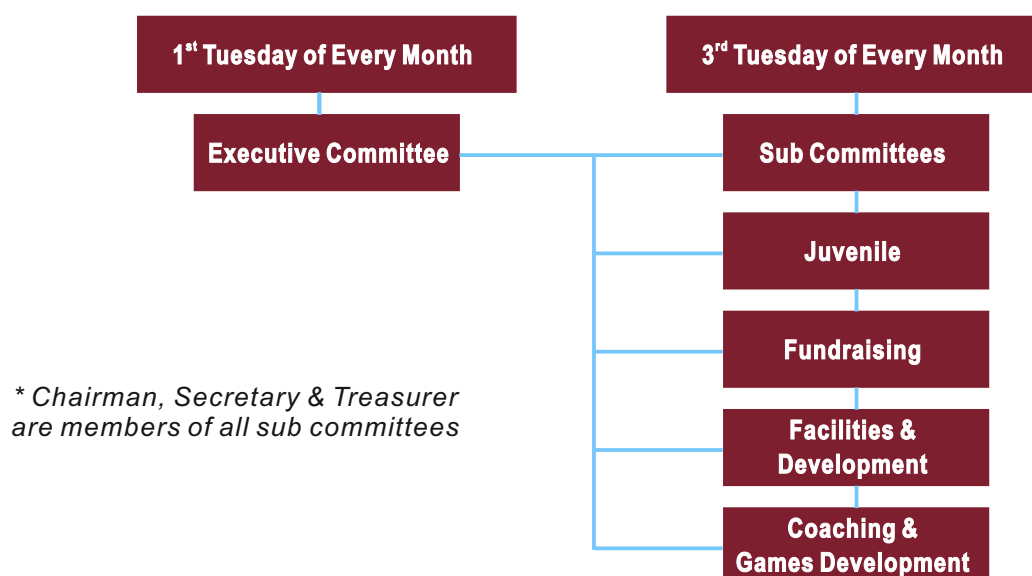 1st Tuesday of Every Month
3rd Tuesday of Every Month
Executive Committee
Sub Committees
Juvenile
Fundraising
* Chairman, Secretary & Treasurer
are members of all sub committees
Facilities &
Development
Coaching &
Games Development